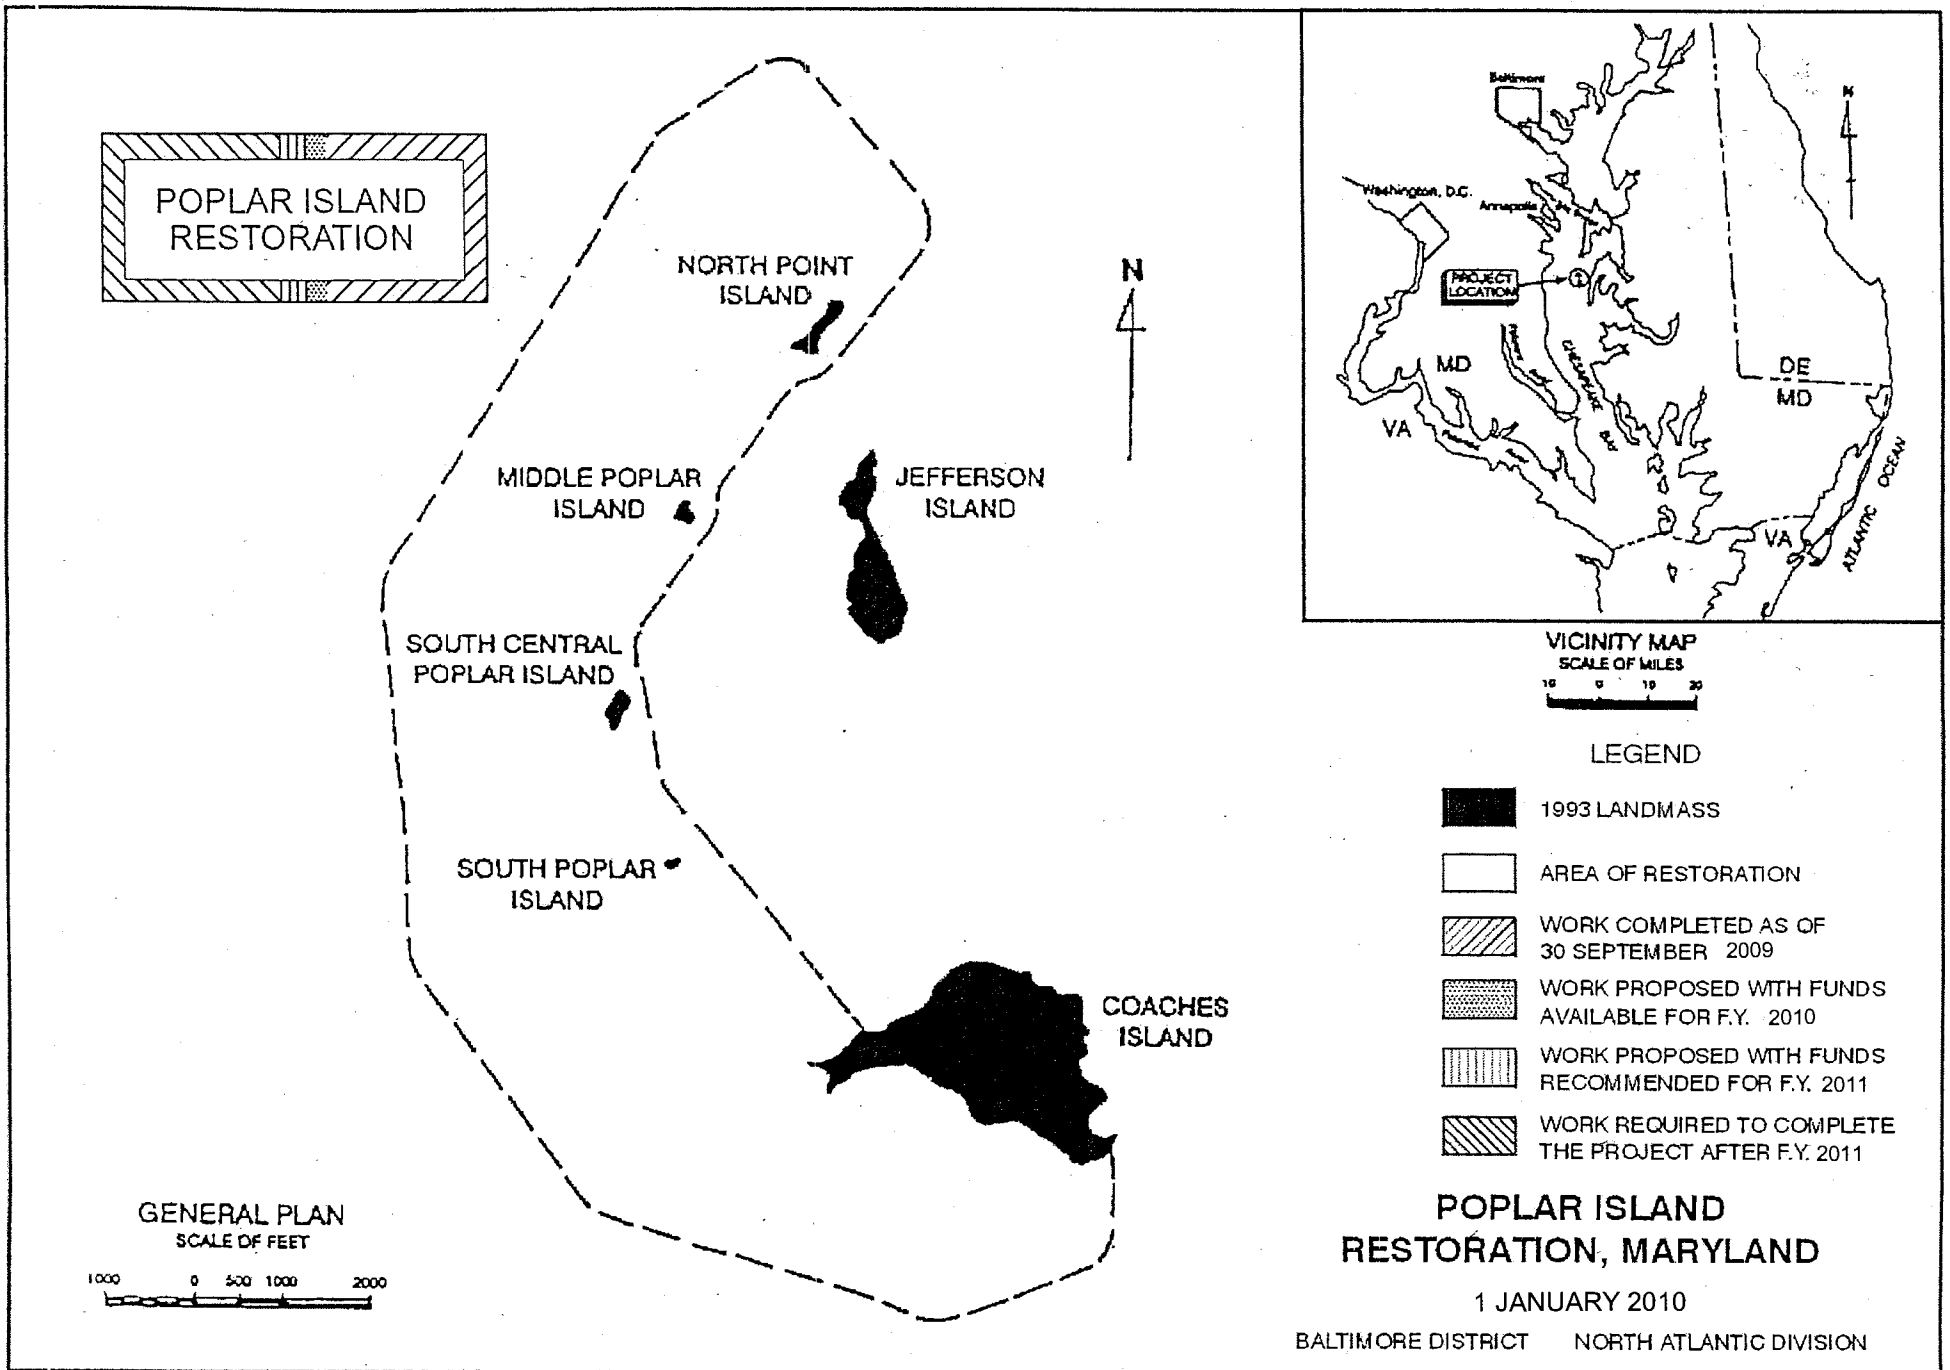 POPLAR ISLAND
RESTORATION
NORTH POINT
ISLAND
N
MIDDLE POPLAR
ISLAND
JEFFERSON
ISLAND
SOUTH CENTRAL
POPLAR ISLAND
SOUTH POPLAR
ISLAND
COACHES
ISLAND
GENERAL PLAN
SCALE OF FEET
1000 0 500 1000 2000
Baltimore
N
Washington, D.C.
Annapolis
PROJECT
LOCATION
MD
CHESAPEAKE
BAY
DE
MD
VA
VA
ATLANTIC OCEAN
VICINITY MAP
SCALE OF MILES
10 0 10 20
LEGEND
1993 LANDMASS
AREA OF RESTORATION
WORK COMPLETED AS OF
30 SEPTEMBER 2009
WORK PROPOSED WITH FUNDS
AVAILABLE FOR F.Y. 2010
WORK PROPOSED WITH FUNDS
RECOMMENDED FOR F.Y. 2011
WORK REQUIRED TO COMPLETE
THE PROJECT AFTER F.Y. 2011
POPLAR ISLAND
RESTORATION, MARYLAND
1 JANUARY 2010
BALTIMORE DISTRICT NORTH ATLANTIC DIVISION